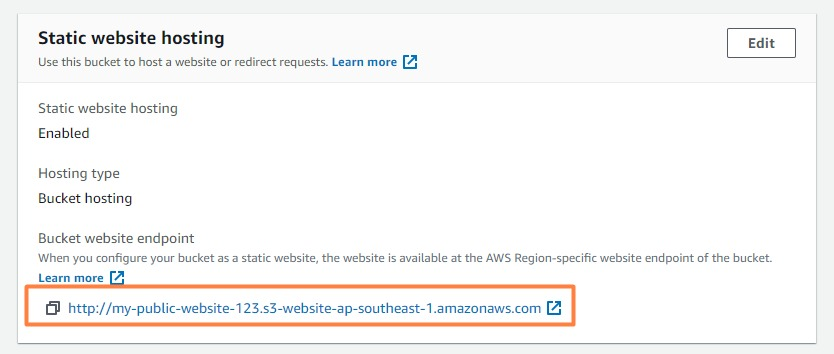 Static website hosting
Edit
Use this bucket to host a website or redirect requests. Learn more
Static website hosting
Enabled
Hosting type
Bucket hosting
Bucket website endpoint
When you configure your bucket as a static website, the website is available at the AWS Region-specific website endpoint of the bucket.
Learn more
http://my-public-website-123.s3-website-ap-southeast-1.amazonaws.com